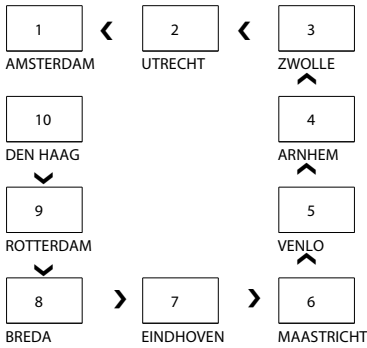 1 2 3
AMSTERDAM UTRECHT ZWOLLE
10 4
DEN HAAG ARNHEM
9 5
ROTTERDAM VENLO
8 7 6
BREDA EINDHOVEN MAASTRICHT